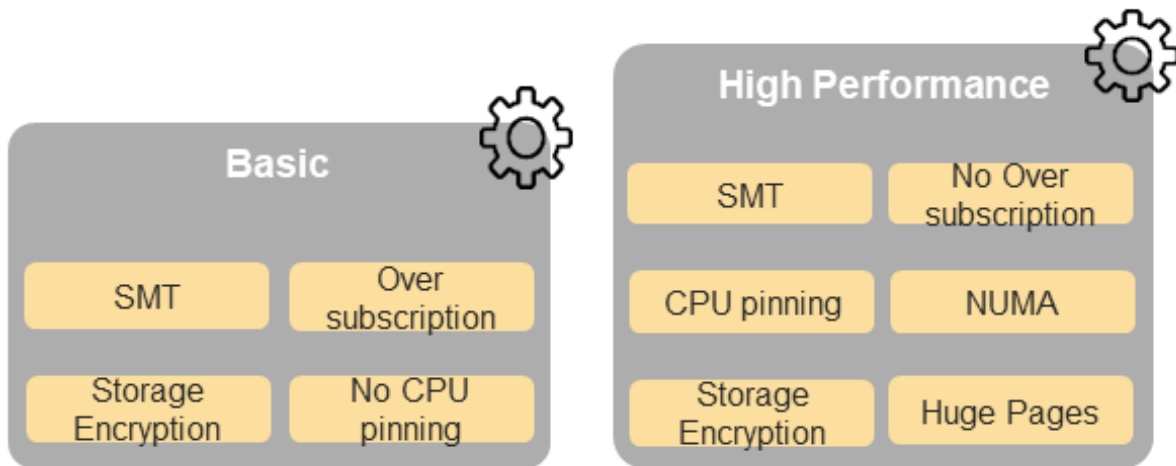 Basic
SMT
Over
subscription
Storage
Encryption
No CPU
pinning
High Performance
SMT
No Over
subscription
CPU pinning
NUMA
Storage
Encryption
Huge Pages